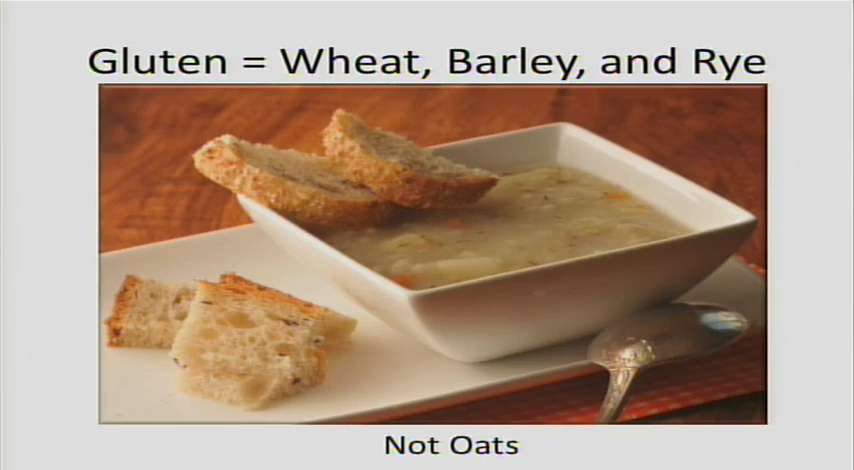 Gluten = Wheat, Barley, and Rye
Not Oats